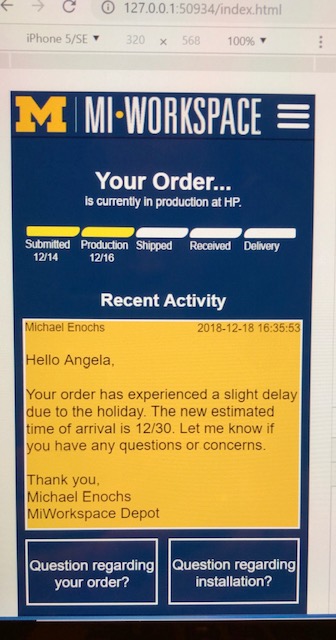 127.0.0.1:50934/index.html
iPhone 5/SE ▼ 320 x 568 100% ▼
M | MI·WORKSPACE
Your Order...
is currently in production at HP.
Submitted Production Shipped Received Delivery
12/14 12/16
Recent Activity
Michael Enochs 2018-12-18 16:35:53
Hello Angela,
Your order has experienced a slight delay
due to the holiday. The new estimated
time of arrival is 12/30. Let me know if
you have any questions or concerns.
Thank you,
Michael Enochs
MiWorkspace Depot
Question regarding
your order?
Question regarding
installation?